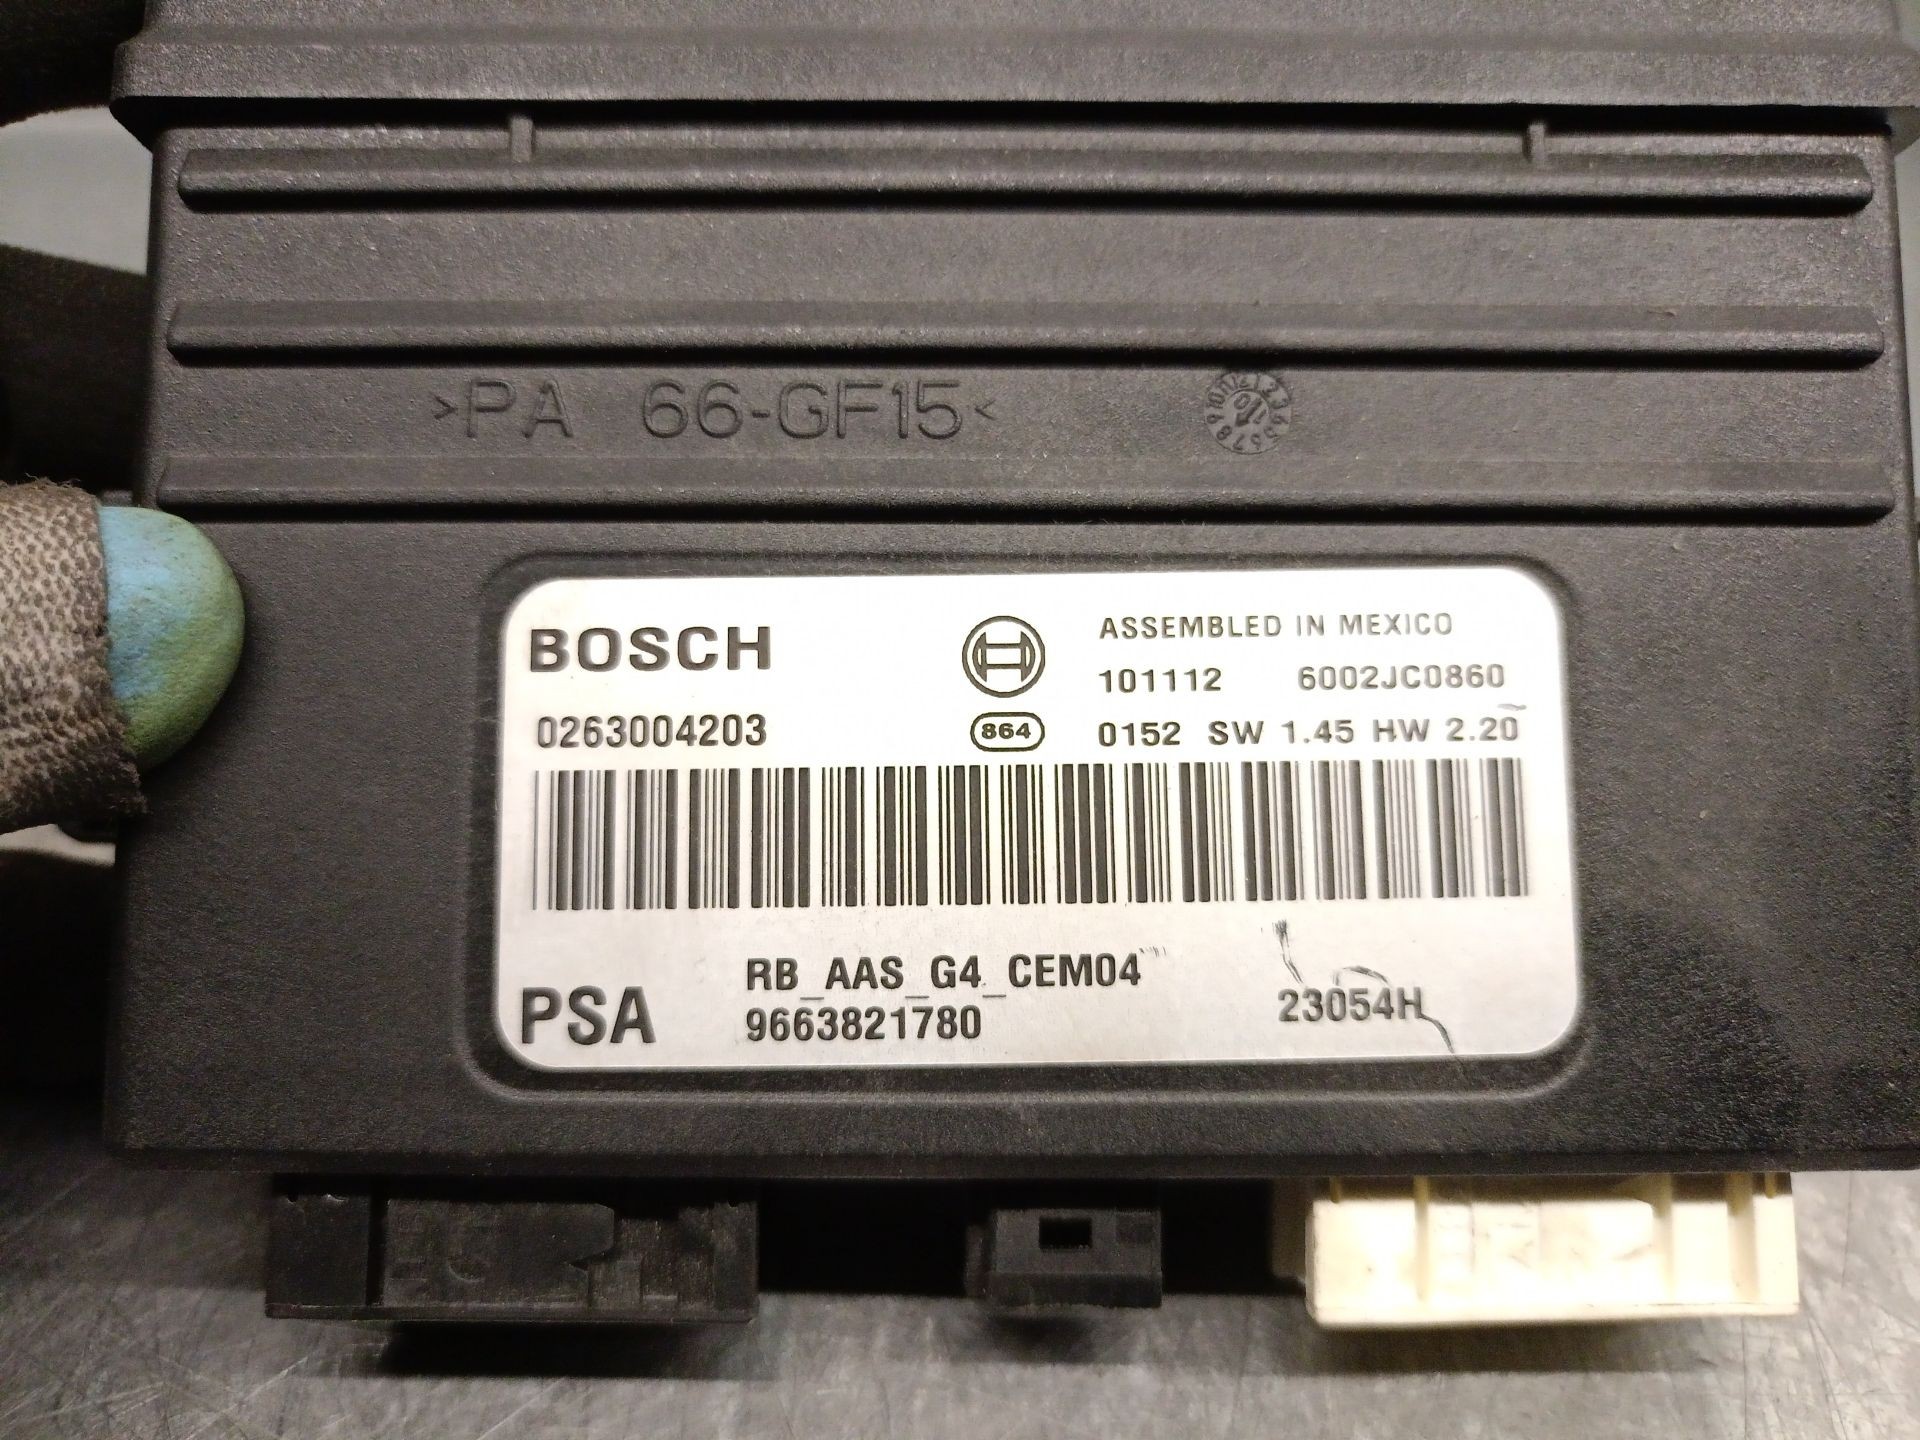 >PA 66-GF15<
BOSCH
ASSEMBLED IN MEXICO
101112 6002JC0860
0263004203 864 0152 SW 1.45 HW 2.20
RB_AAS_G4_CEM04
PSA 9663821780 23054H